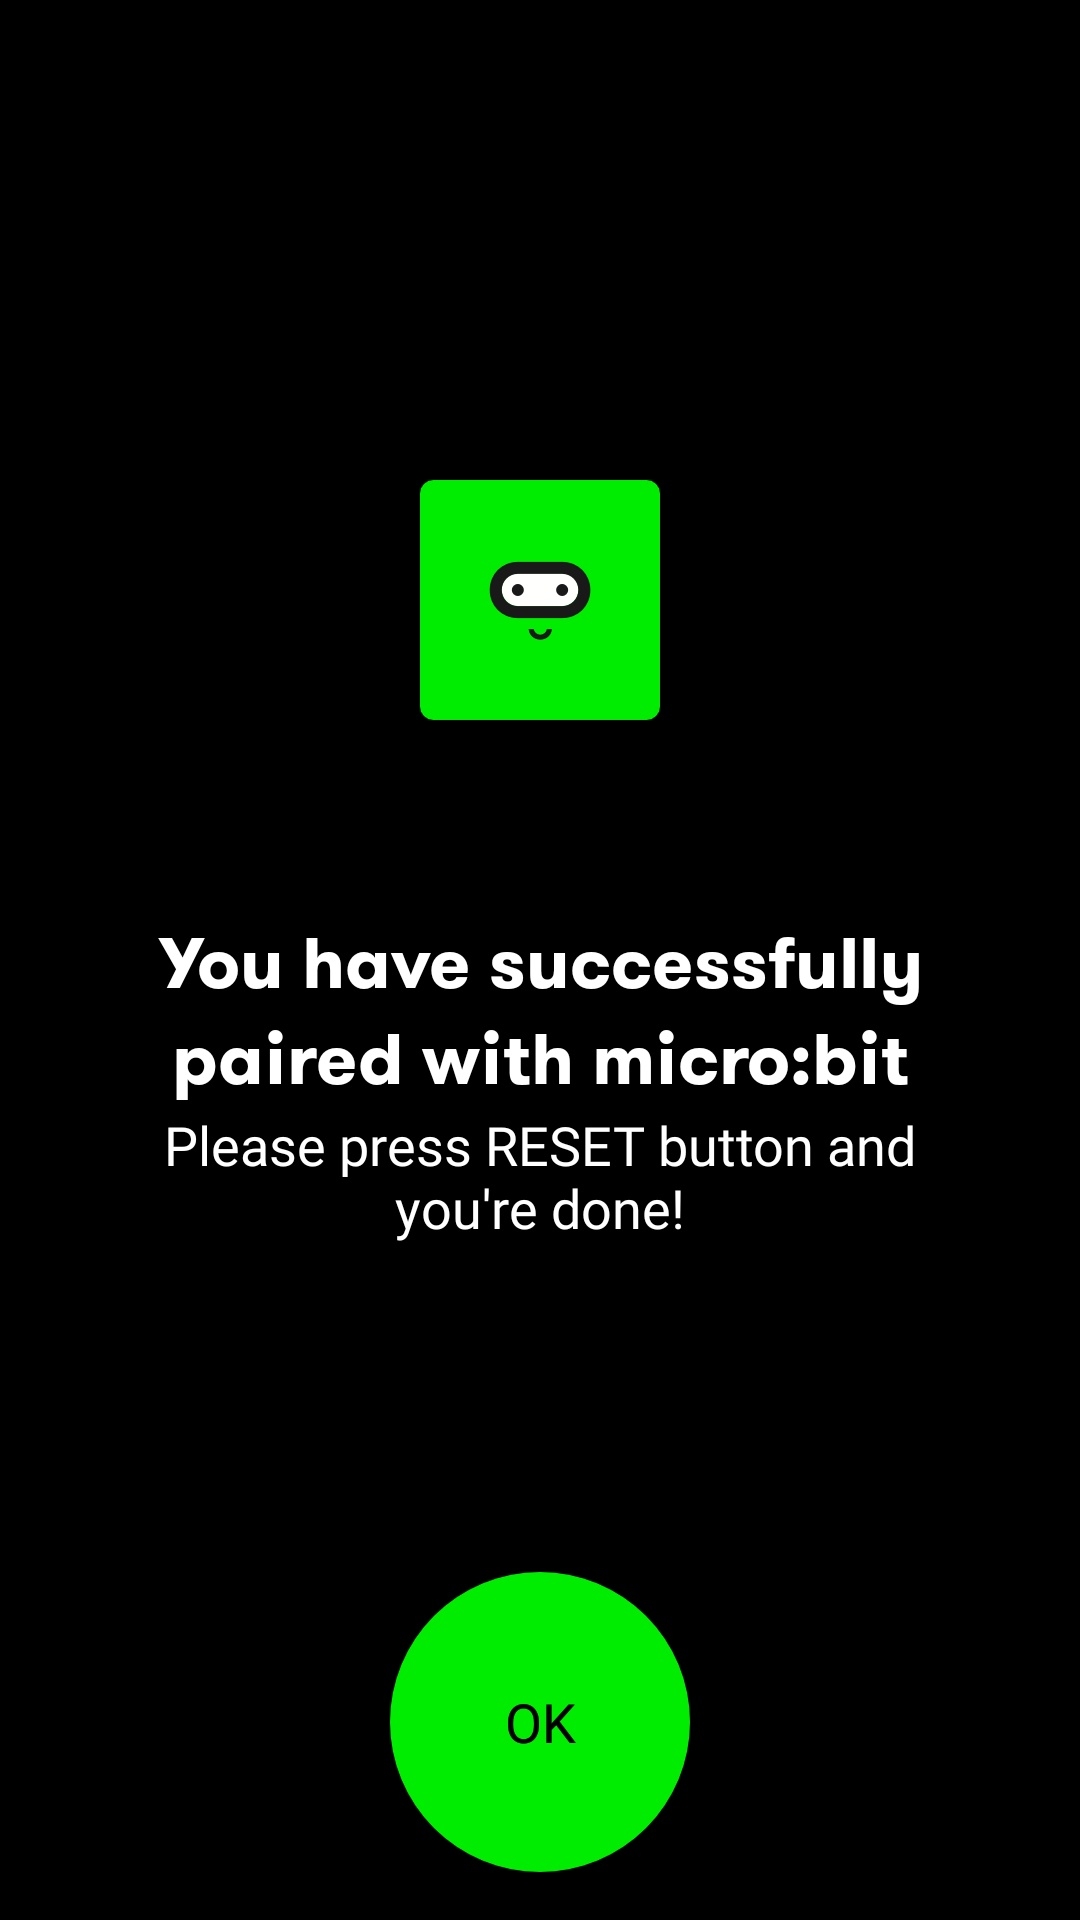 You have successfully
paired with micro:bit
Please press RESET button and
you're done!
OK